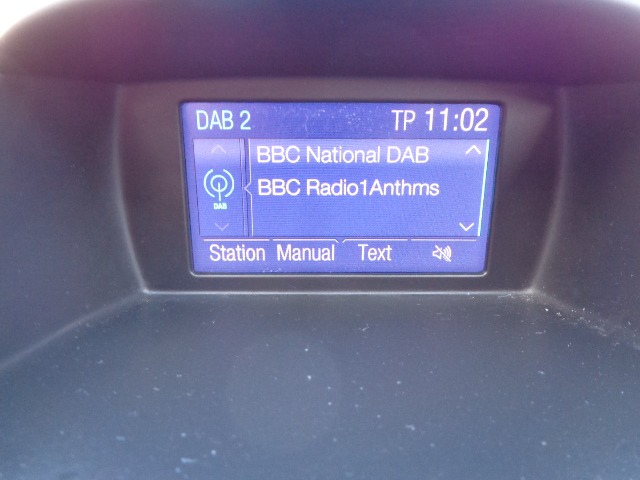 DAB 2 TP 11:02
BBC National DAB
BBC Radio1Anthms
DAB
Station Manual Text